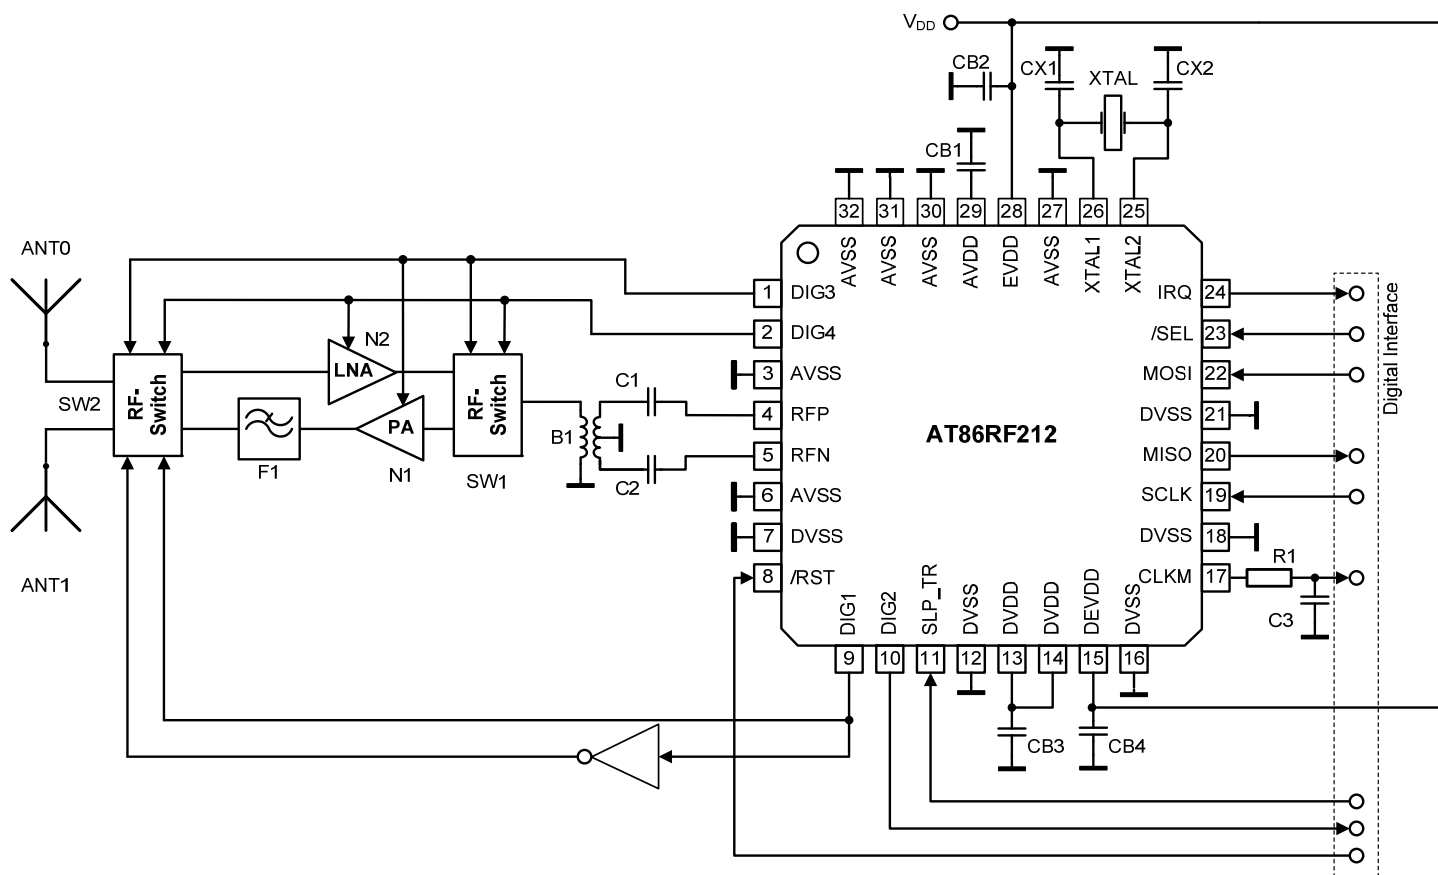 VDD
CB2
CX1
XTAL
CX2
CB1
32
31
30
29
28
27
26
25
AVSS
AVSS
AVSS
AVDD
EVDD
AVSS
XTAL1
XTAL2
ANT0
1
DIG3
IRQ
24
2
DIG4
/SEL
23
N2
LNA
3
AVSS
MOSI
22
Digital Interface
SW2
RF-
Switch
RF-
Switch
C1
4
RFP
DVSS
21
PA
B1
AT86RF212
5
RFN
MISO
20
F1
N1
SW1
C2
6
AVSS
SCLK
19
7
DVSS
DVSS
18
ANT1
8
/RST
CLKM
17
R1
C3
DIG1
DIG2
SLP_TR
DVSS
DVDD
DVDD
DEVDD
DVSS
9
10
11
12
13
14
15
16
CB3
CB4